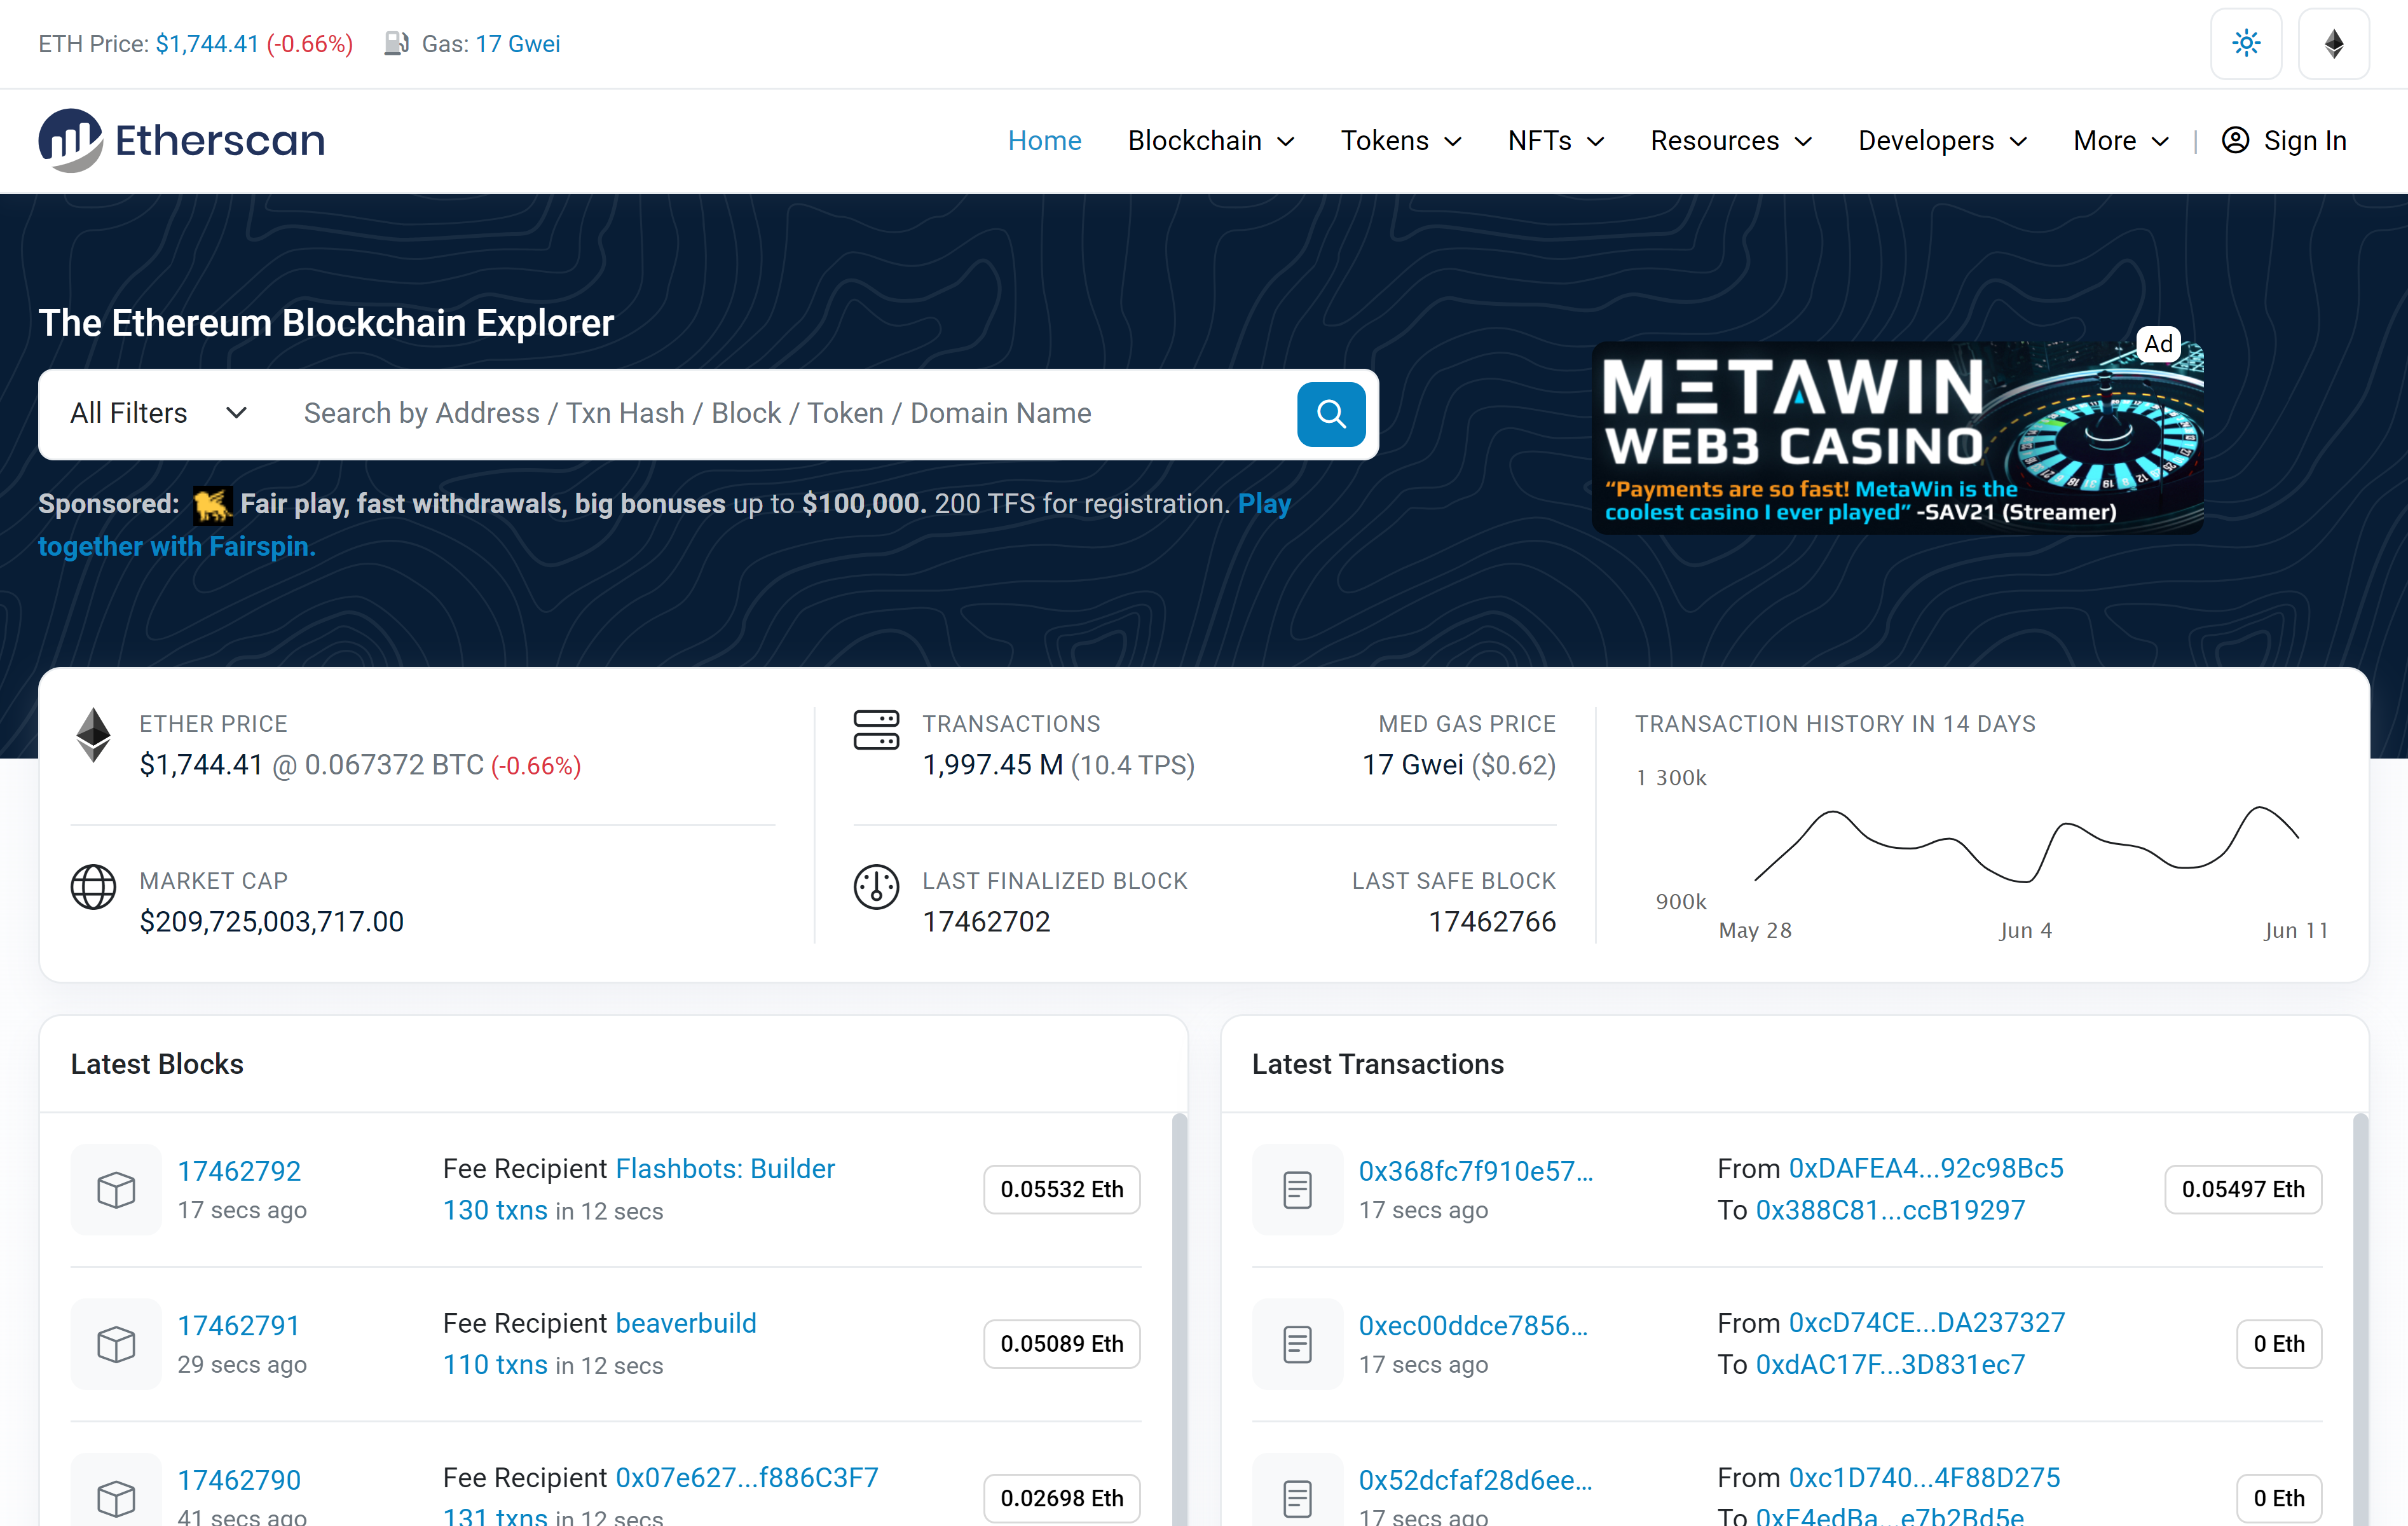 ETH Price: $1,744.41 (-0.66%) Gas: 17 Gwei
Etherscan
Home Blockchain Tokens NFTs Resources Developers More | Sign In
The Ethereum Blockchain Explorer
All Filters Search by Address / Txn Hash / Block / Token / Domain Name
Sponsored: Fair play, fast withdrawals, big bonuses up to $100,000. 200 TFS for registration. Play
together with Fairspin.
Ad
METAWIN
WEB3 CASINO
“Payments are so fast! MetaWin is the
coolest casino I ever played” -SAV21 (Streamer)
ETHER PRICE
$1,744.41 @ 0.067372 BTC (-0.66%)
MARKET CAP
$209,725,003,717.00
TRANSACTIONS
1,997.45 M (10.4 TPS)
MED GAS PRICE
17 Gwei ($0.62)
LAST FINALIZED BLOCK
17462702
LAST SAFE BLOCK
17462766
TRANSACTION HISTORY IN 14 DAYS
1 300k
900k
May 28 Jun 4 Jun 11
Latest Blocks
17462792
17 secs ago
Fee Recipient Flashbots: Builder
130 txns in 12 secs
0.05532 Eth
17462791
29 secs ago
Fee Recipient beaverbuild
110 txns in 12 secs
0.05089 Eth
17462790
41 secs ago
Fee Recipient 0x07e627...f886C3F7
131 txns in 12 secs
0.02698 Eth
Latest Transactions
0x368fc7f910e57...
17 secs ago
From 0xDAFEA4...92c98Bc5
To 0x388C81...ccB19297
0.05497 Eth
0xec00ddce7856...
17 secs ago
From 0xcD74CE...DA237327
To 0xdAC17F...3D831ec7
0 Eth
0x52dcfaf28d6ee...
17 secs ago
From 0xc1D740...4F88D275
To 0xF4edBa...e7b2Bd5e
0 Eth